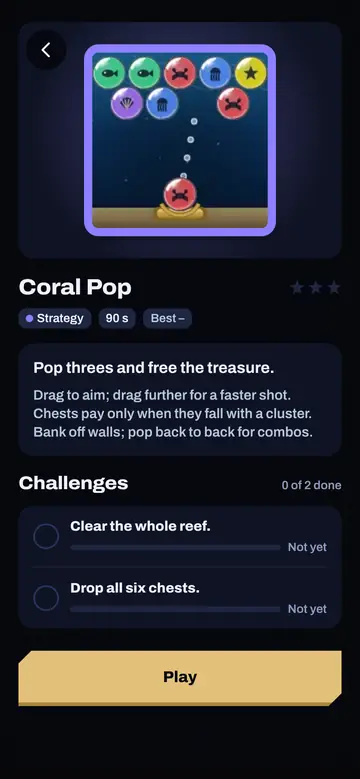 Coral Pop
Strategy
90 s
Best –
Pop threes and free the treasure.
Drag to aim; drag further for a faster shot.
Chests pay only when they fall with a cluster.
Bank off walls; pop back to back for combos.
Challenges
0 of 2 done
Clear the whole reef.
Not yet
Drop all six chests.
Not yet
Play